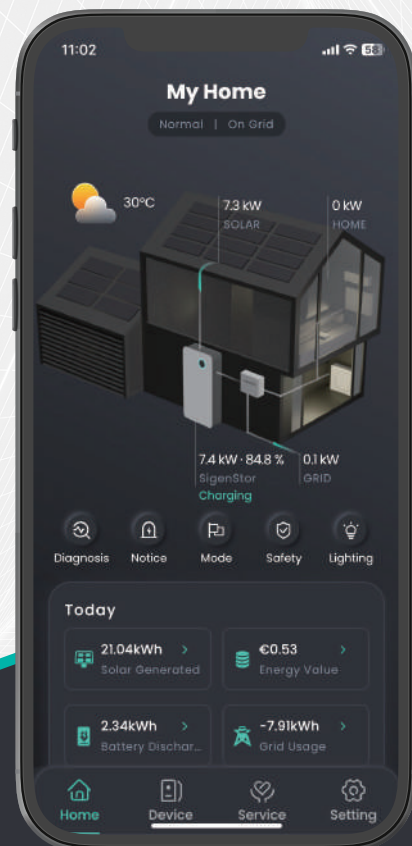 11:02
58
My Home
Normal | On Grid
30°C
7.3 kW
SOLAR
0 kW
HOME
7.4 kW · 84.8 %
SigenStor
Charging
0.1 kW
GRID
Diagnosis
Notice
Mode
Safety
Lighting
Today
21.04kWh
Solar Generated
€0.53
Energy Value
2.34kWh
Battery Dischar...
-7.91kWh
Grid Usage
Home
Device
Service
Setting